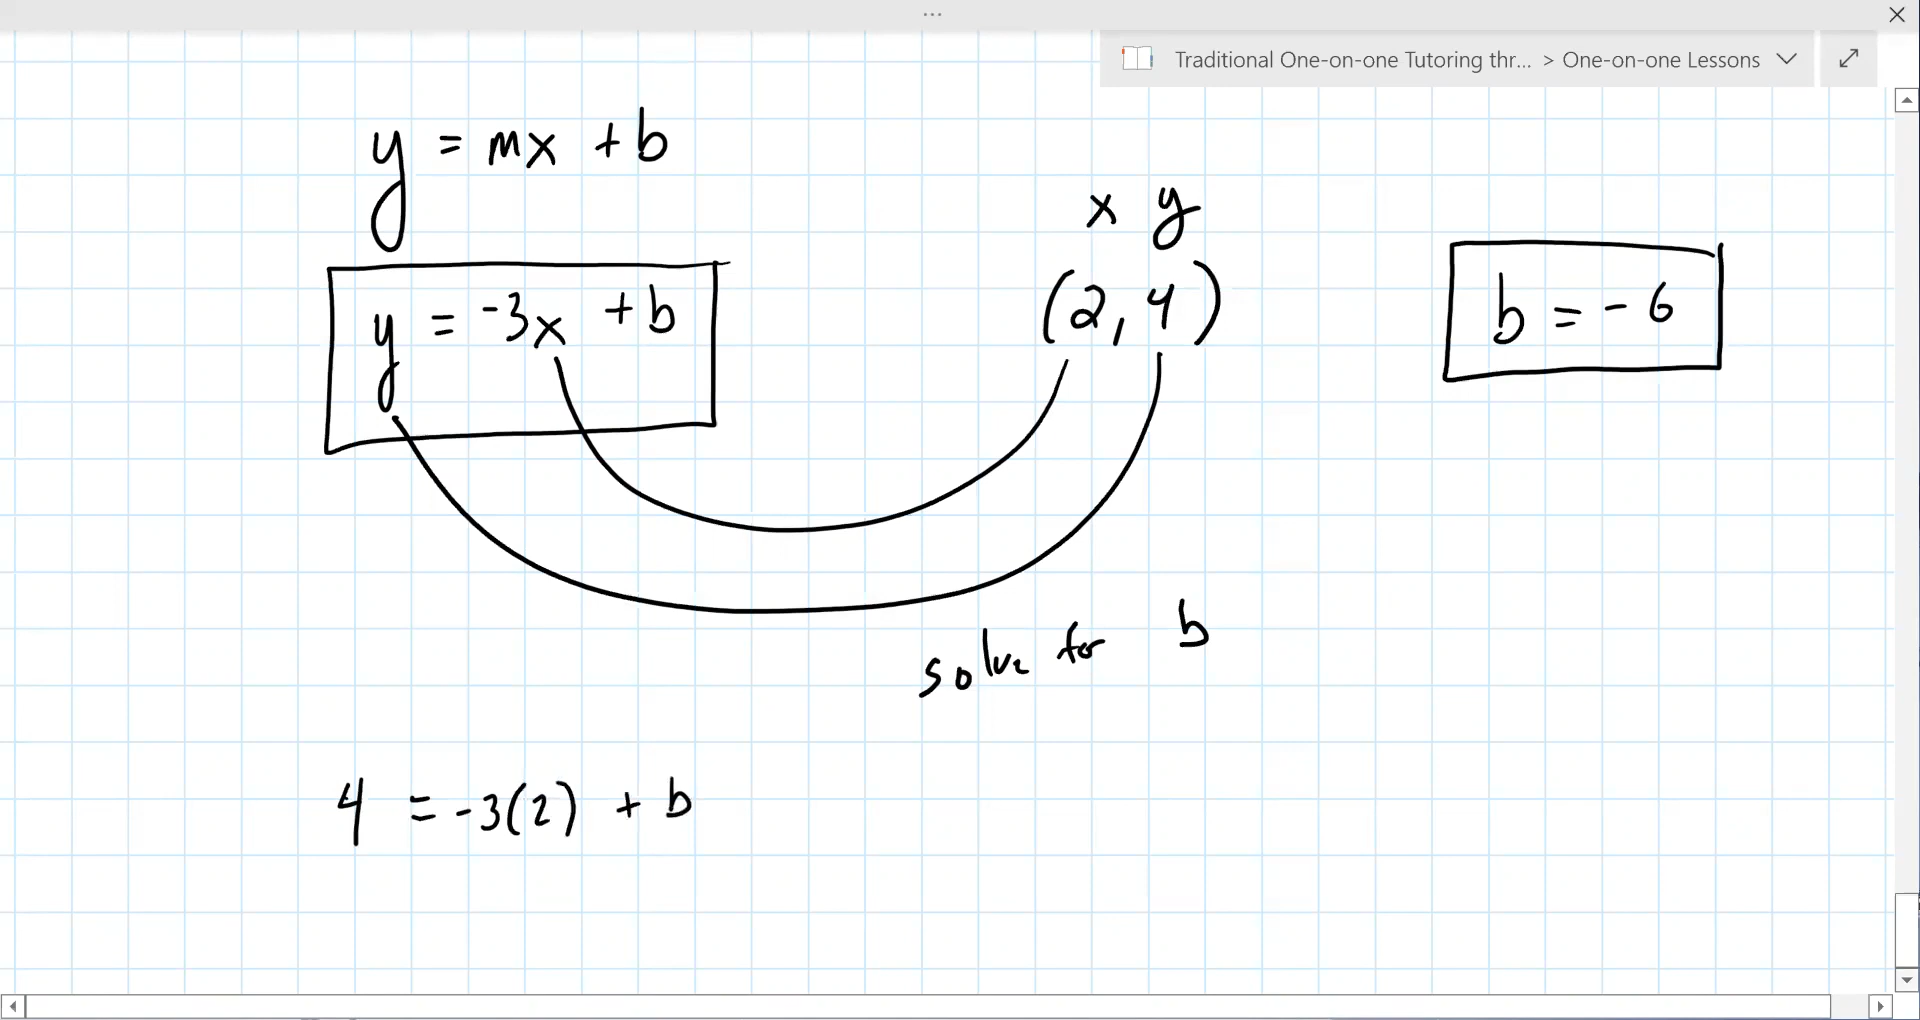 ...
Traditional One-on-one Tutoring thr... > One-on-one Lessons
y = mx + b
x y
y = -3x + b
(2, 4)
b = -6
solve for b
4 = -3(2) + b